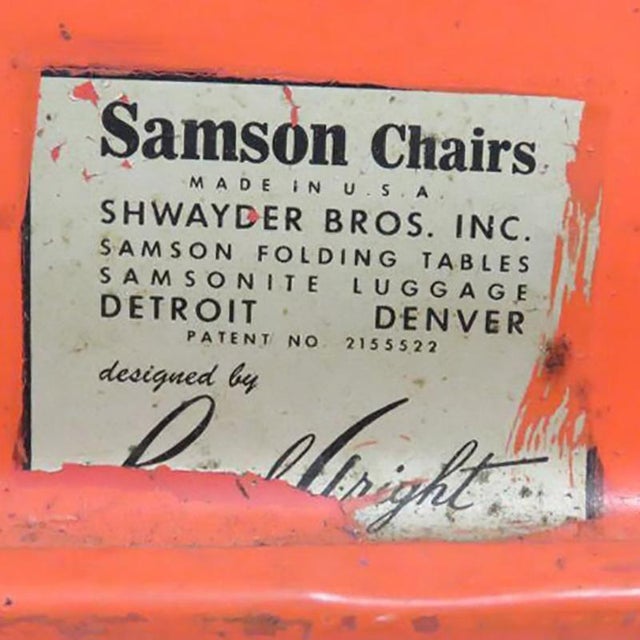 Samson Chairs
MADE IN U.S.A.
SHWAYDER BROS. INC.
SAMSON FOLDING TABLES
SAMSONITE LUGGAGE
DETROIT DENVER
PATENT NO. 2155522
designed by
Wright